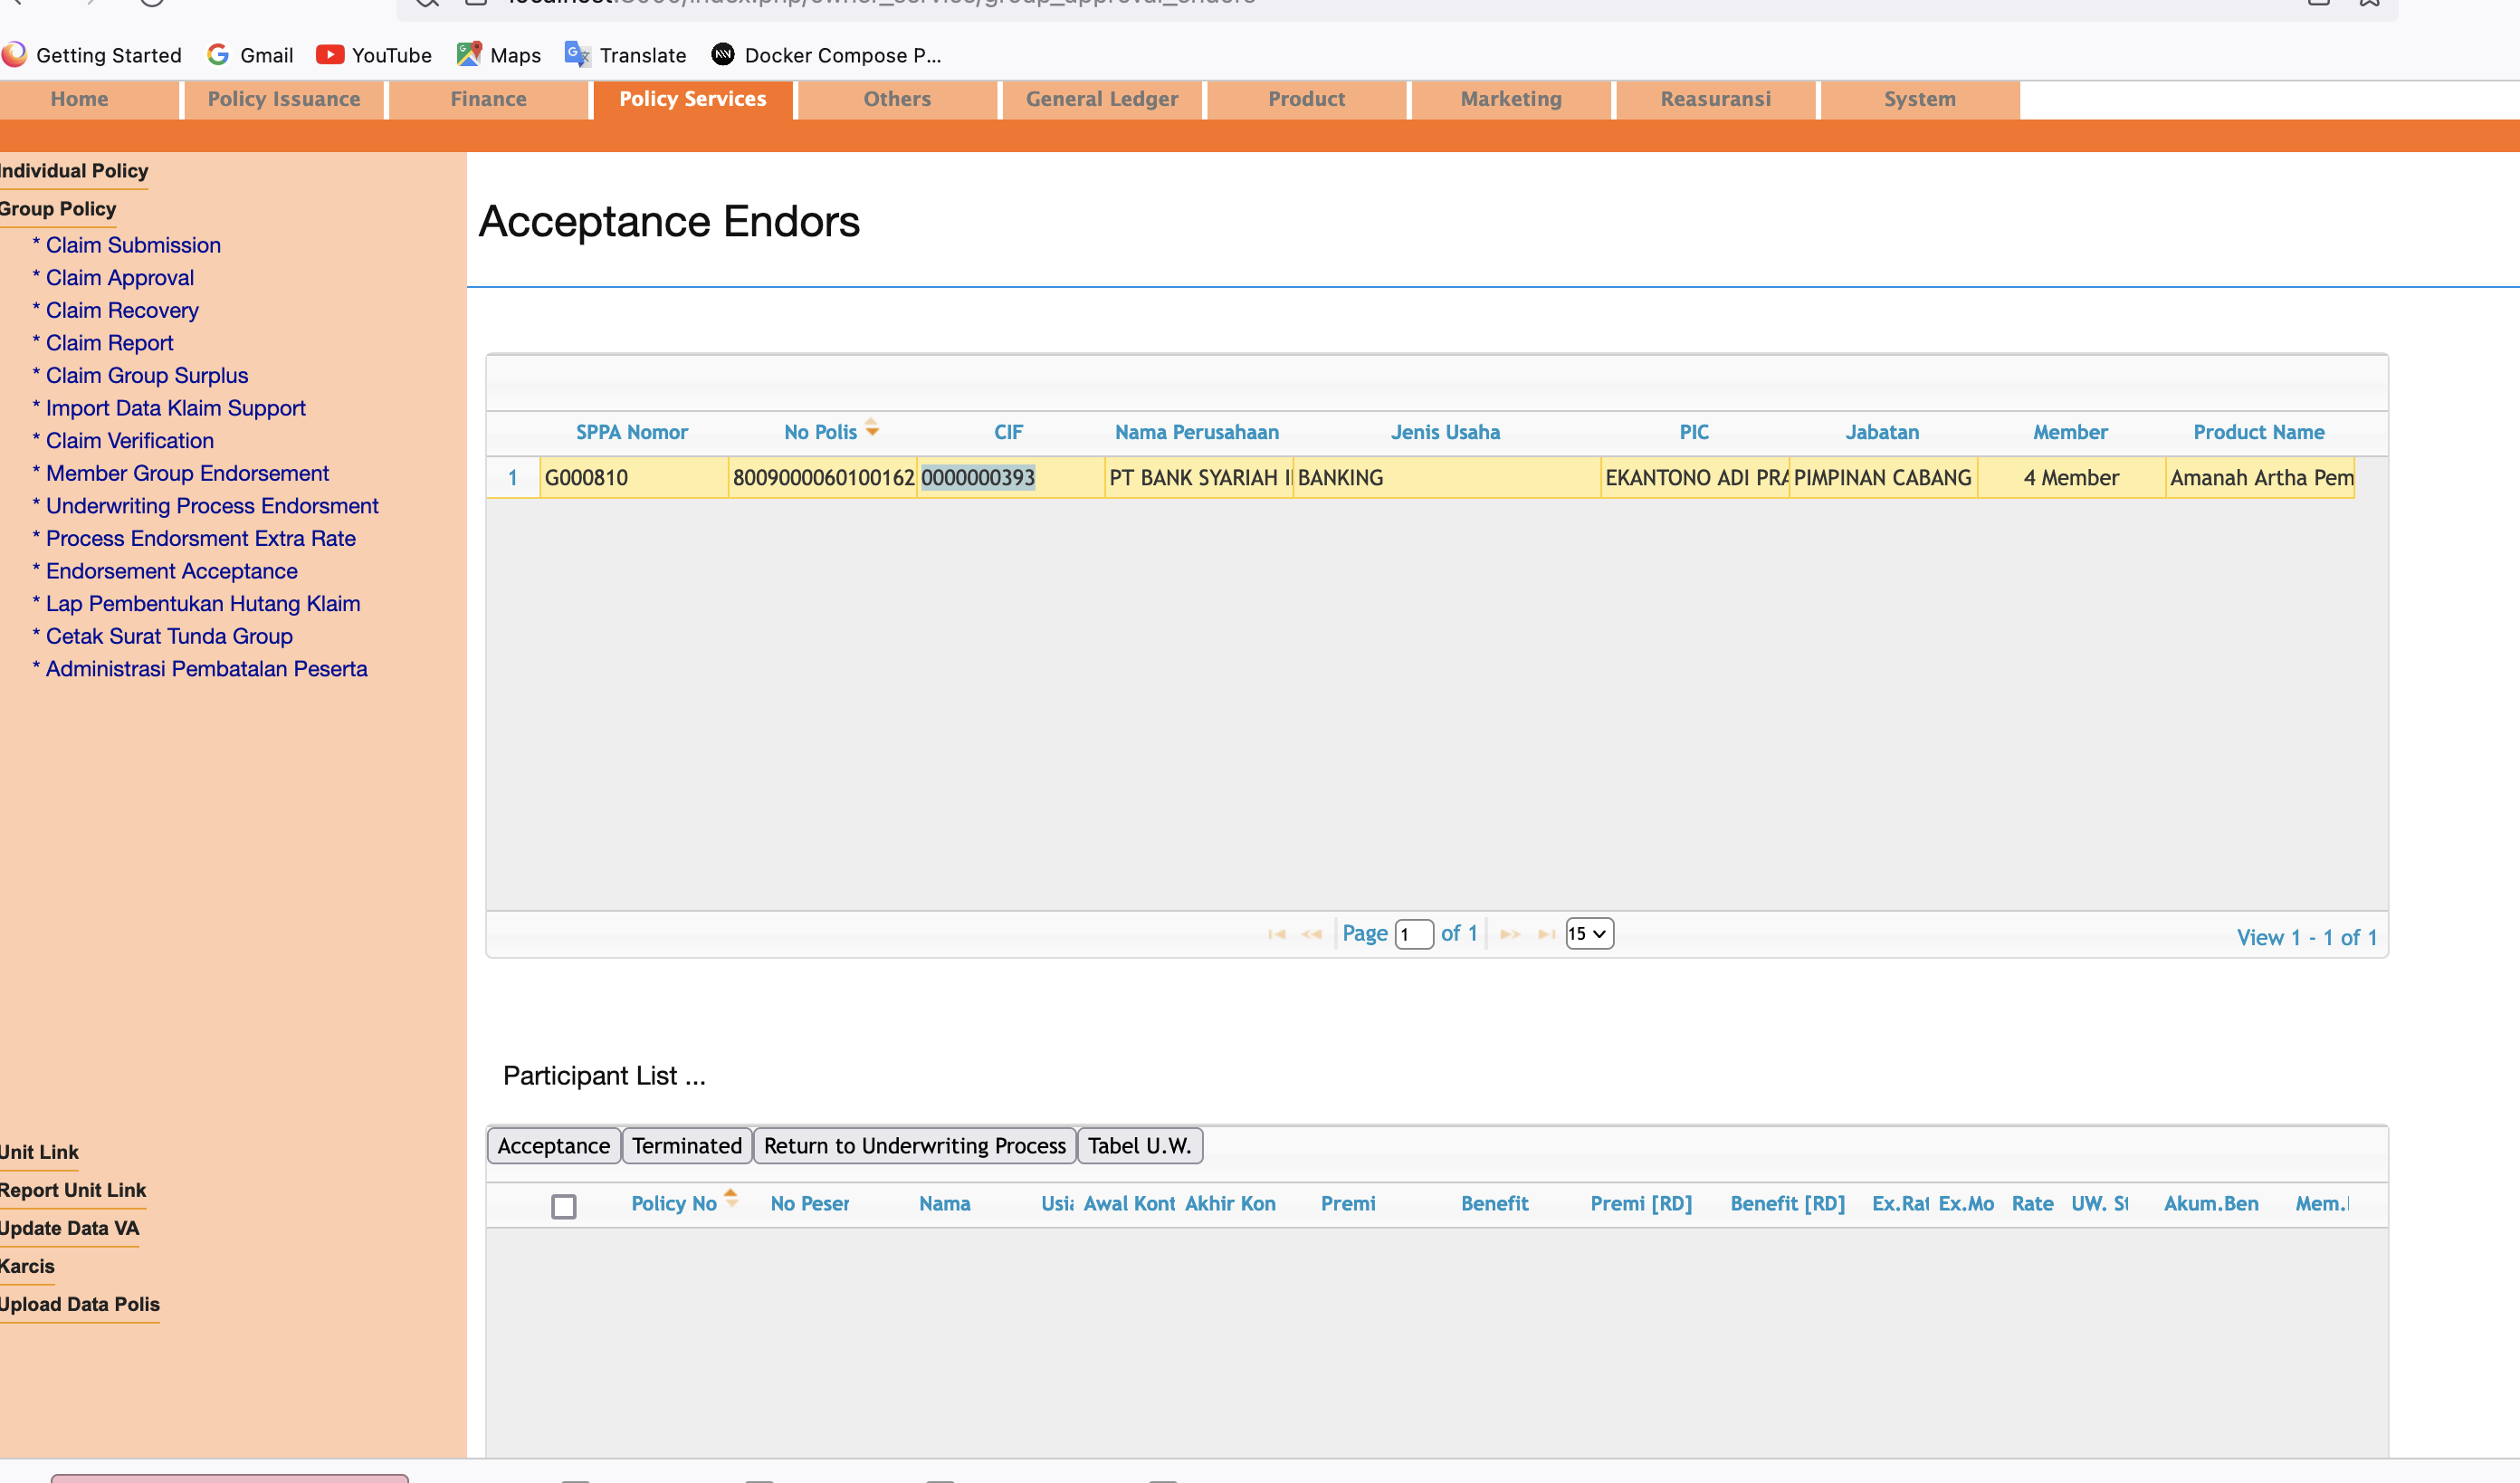 Getting Started Gmail YouTube Maps Translate Docker Compose P...
Home Policy Issuance Finance Policy Services Others General Ledger Product Marketing Reasuransi System
Individual Policy
Group Policy
* Claim Submission
* Claim Approval
* Claim Recovery
* Claim Report
* Claim Group Surplus
* Import Data Klaim Support
* Claim Verification
* Member Group Endorsement
* Underwriting Process Endorsment
* Process Endorsment Extra Rate
* Endorsement Acceptance
* Lap Pembentukan Hutang Klaim
* Cetak Surat Tunda Group
* Administrasi Pembatalan Peserta
Unit Link
Report Unit Link
Update Data VA
Karcis
Upload Data Polis
Acceptance Endors
SPPA Nomor No Polis CIF Nama Perusahaan Jenis Usaha PIC Jabatan Member Product Name
1 G000810 8009000060100162 0000000393 PT BANK SYARIAH BANKING EKANTONO ADI PRA PIMPINAN CABANG 4 Member Amanah Artha Pem
Page 1 of 1 15 View 1 - 1 of 1
Participant List ...
Acceptance Terminated Return to Underwriting Process Tabel U.W.
Policy No No Peser Nama Usia Awal Kont Akhir Kon Premi Benefit Premi [RD] Benefit [RD] Ex.Rat Ex.Mo Rate UW. St Akum.Ben Mem.